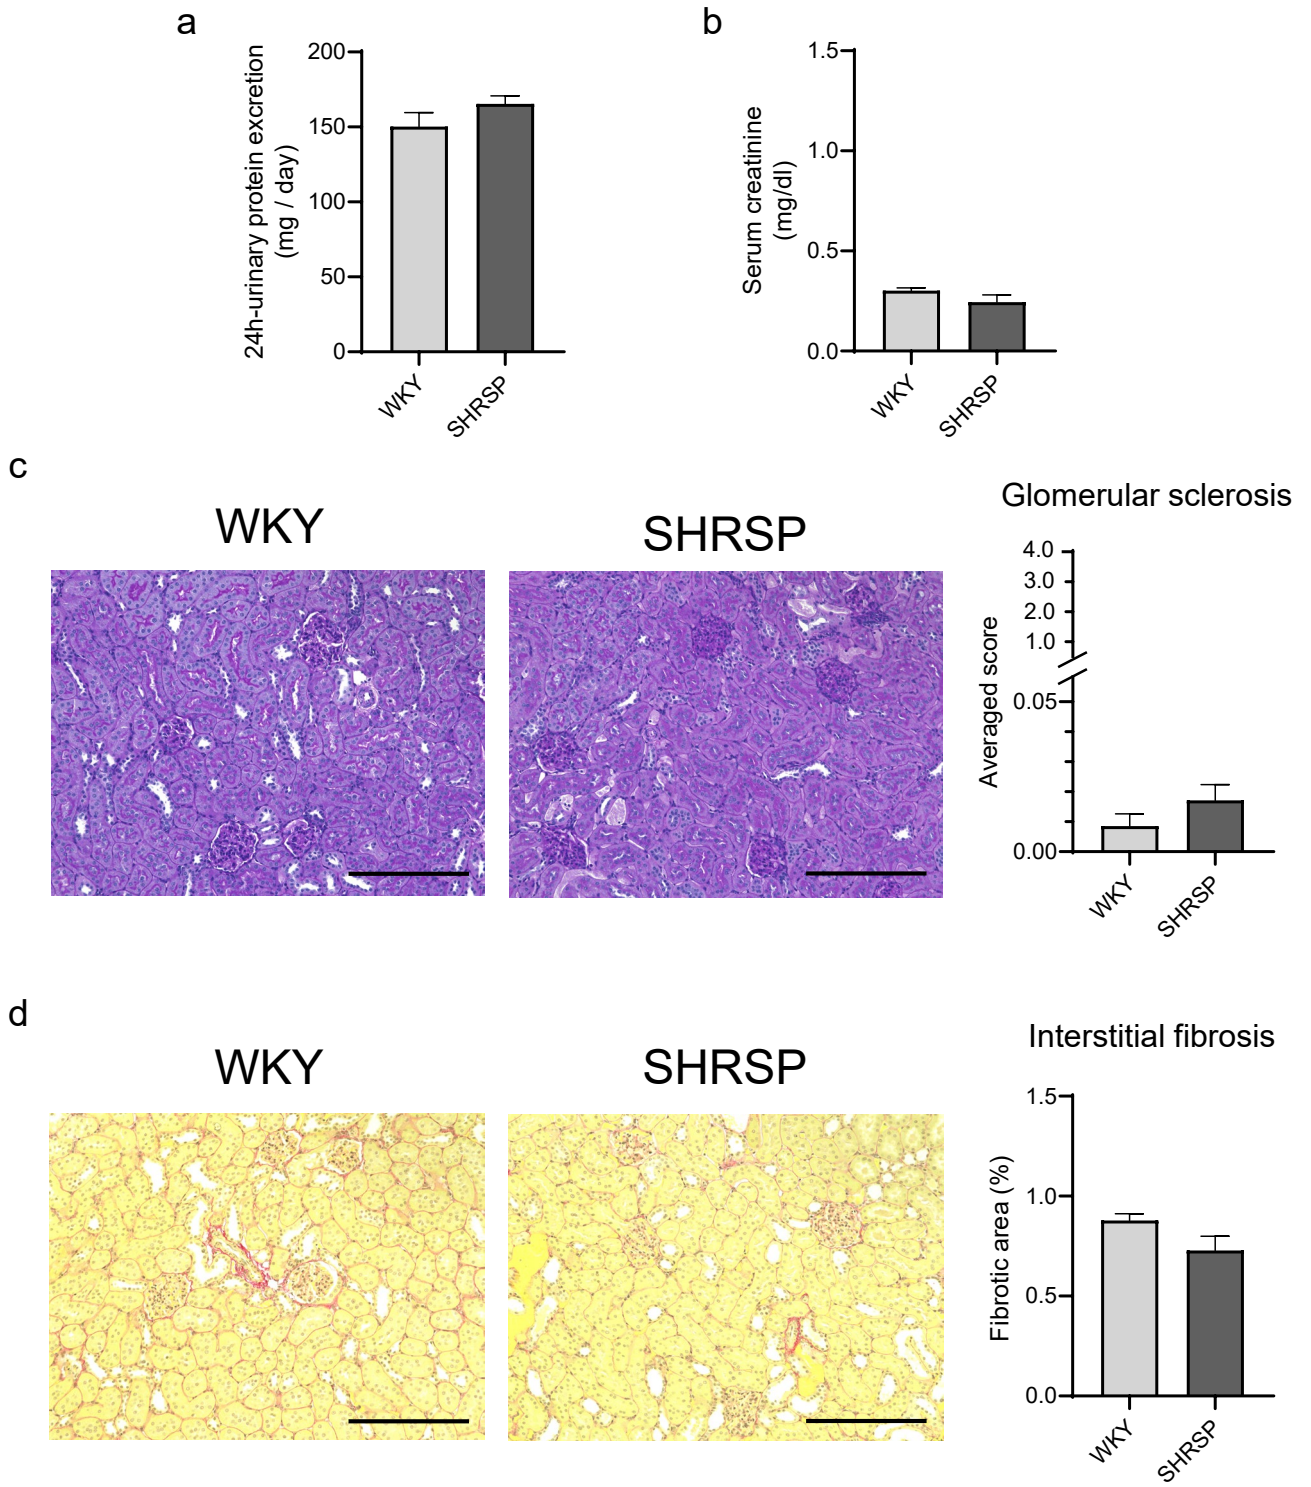 a
24h-urinary protein excretion
(mg / day)
200
150
100
50
0
WKY
SHRSP
b
Serum creatinine
(mg/dl)
1.5
1.0
0.5
0.0
WKY
SHRSP
c
WKY
SHRSP
Glomerular sclerosis
Averaged score
4.0
3.0
2.0
1.0
0.05
0.00
WKY
SHRSP
d
WKY
SHRSP
Interstitial fibrosis
Fibrotic area (%)
1.5
1.0
0.5
0.0
WKY
SHRSP